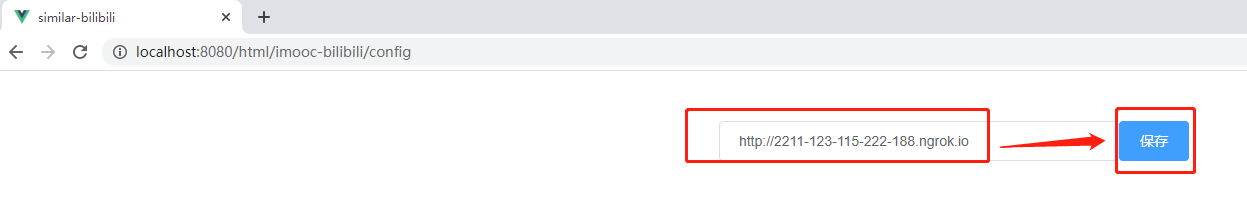 similar-bilibili
localhost:8080/html/imooc-bilibili/config
http://2211-123-115-222-188.ngrok.io
保存